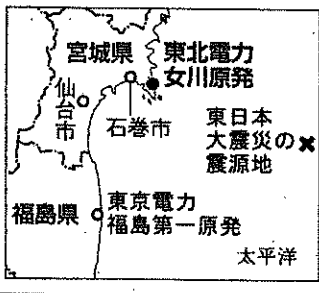 宮城県
東北電力
女川原発
仙台市
石巻市
東日本
大震災の
震源地
福島県
東京電力
福島第一原発
太平洋